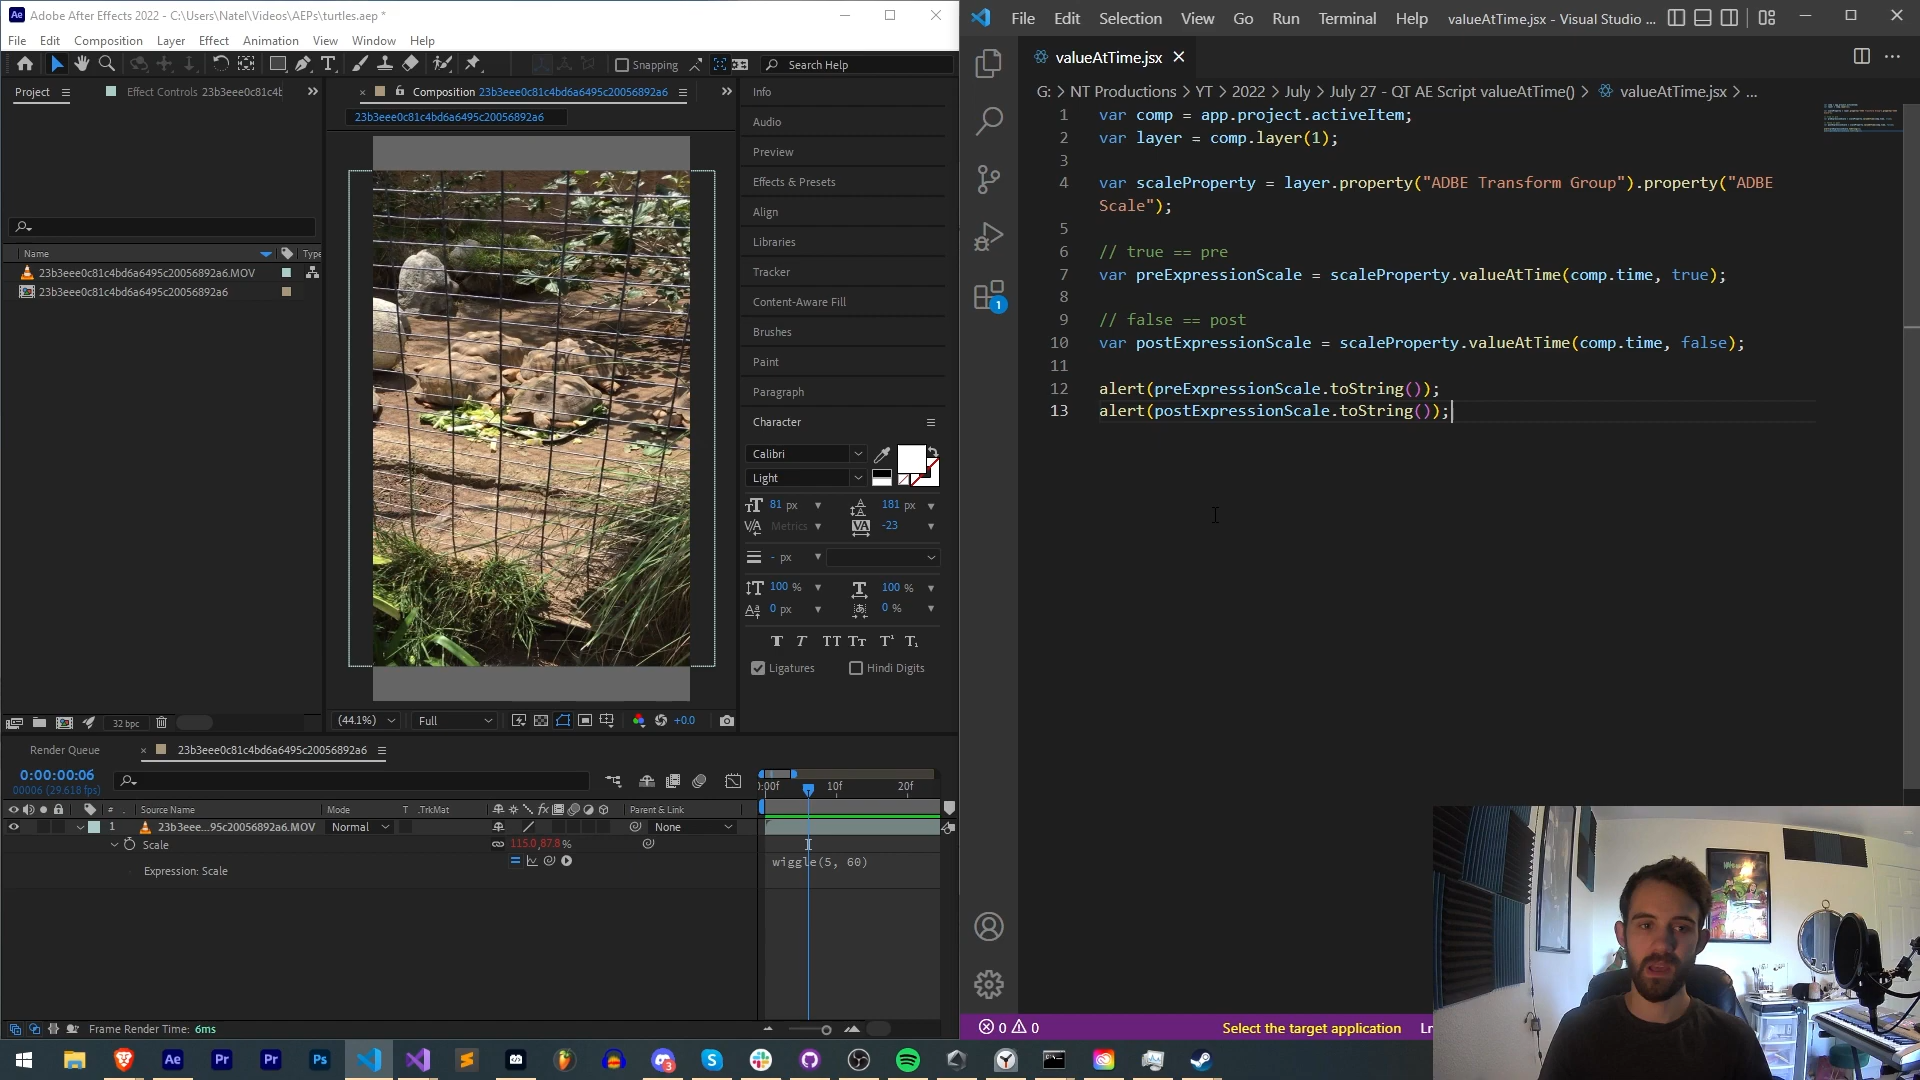 Adobe After Effects 2022 - C:\Users\Natel\Videos\AEPs\turtles.aep *
File Edit Composition Layer Effect Animation View Window Help
Snapping
Search Help
Project
Effect Controls 23b3eee0c81c4b
Composition 23b3eee0c81c4bd6a6495c20056892a6
23b3eee0c81c4bd6a6495c20056892a6
Name
Type
23b3eee0c81c4bd6a6495c20056892a6.MOV
23b3eee0c81c4bd6a6495c20056892a6
32 bpc
(44.1%)
Full
+0.0
Info
Audio
Preview
Effects & Presets
Align
Libraries
Tracker
Content-Aware Fill
Brushes
Paint
Paragraph
Character
Calibri
Light
81 px
181 px
Metrics
-23
- px
100 %
100 %
0 px
0 %
Ligatures
Hindi Digits
Render Queue
23b3eee0c81c4bd6a6495c20056892a6
0:00:00:06
00006 (29.618 fps)
10f
20f
# Source Name Mode T .TrkMat Parent & Link
1 23b3eee...95c20056892a6.MOV Normal None
Scale
115.0,87.8 %
Expression: Scale
wiggle(5, 60)
Frame Render Time: 6ms
File Edit Selection View Go Run Terminal Help
valueAtTime.jsx - Visual Studio ...
valueAtTime.jsx
G: > NT Productions > YT > 2022 > July > July 27 - QT AE Script valueAtTime() > valueAtTime.jsx > ...
1 var comp = app.project.activeItem;
2 var layer = comp.layer(1);
3
4 var scaleProperty = layer.property("ADBE Transform Group").property("ADBE
Scale");
5
6 // true == pre
7 var preExpressionScale = scaleProperty.valueAtTime(comp.time, true);
8
9 // false == post
10 var postExpressionScale = scaleProperty.valueAtTime(comp.time, false);
11
12 alert(preExpressionScale.toString());
13 alert(postExpressionScale.toString());
1
0 0
Select the target application
Ln